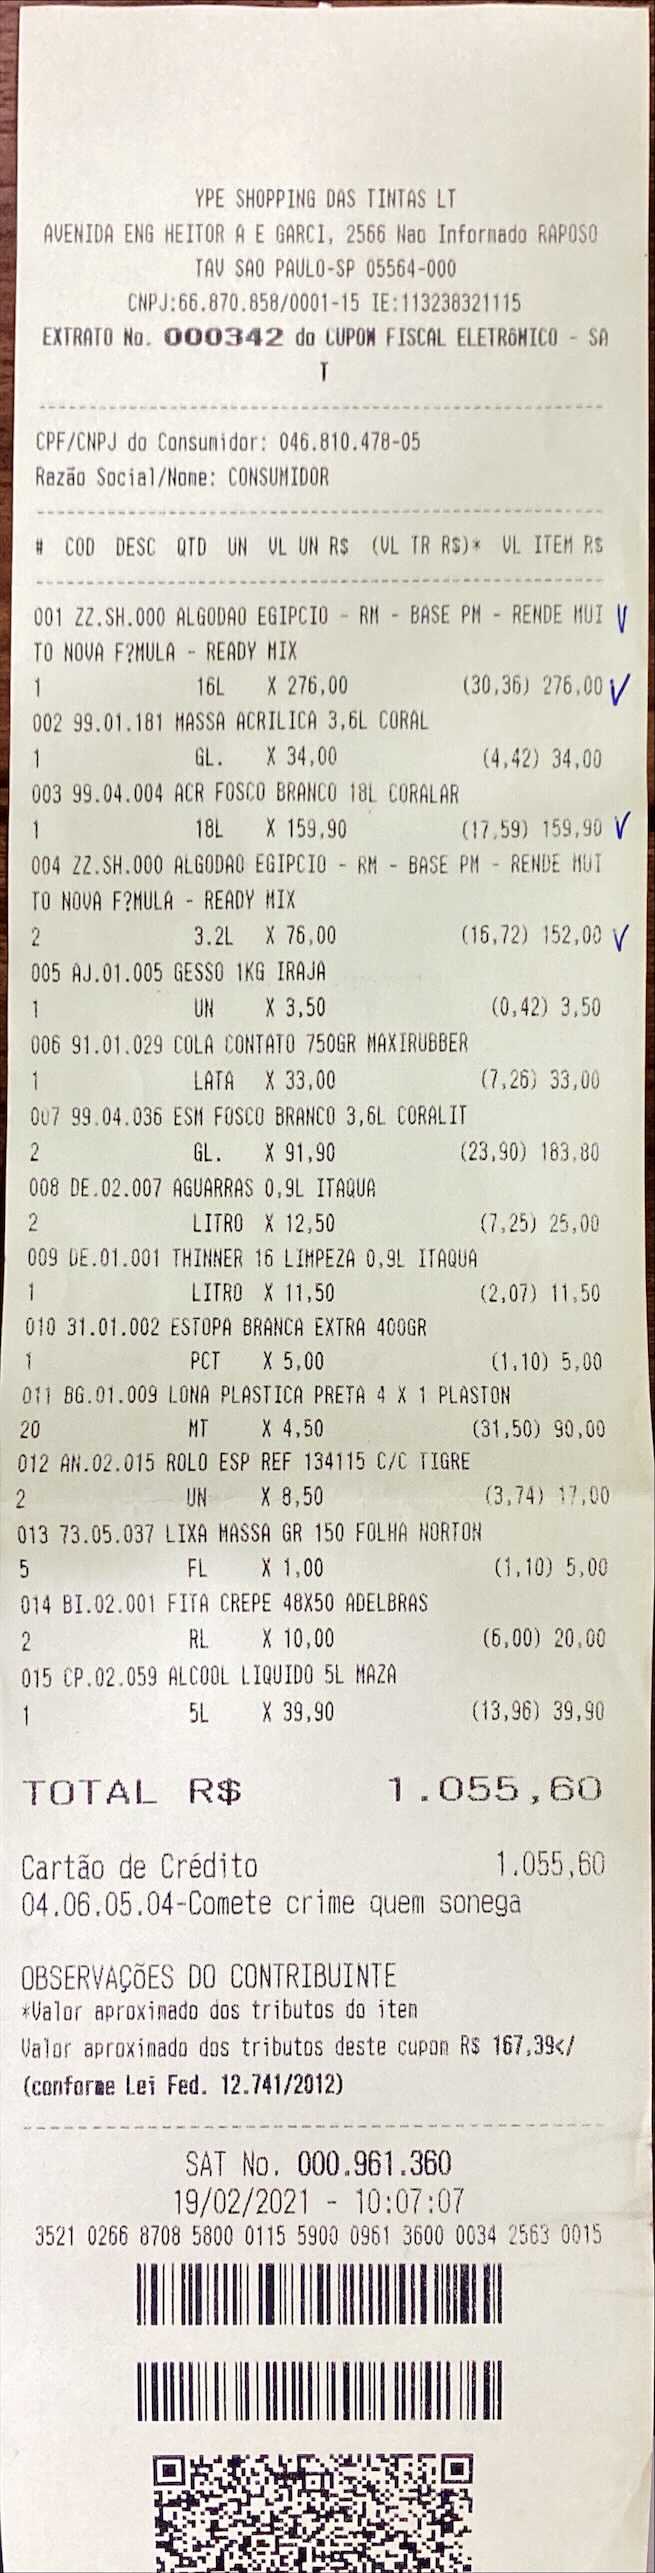 YPE SHOPPING DAS TINTAS LT
AVENIDA ENG HEITOR A E GARCI, 2566 Nao Informado RAPOSO
TAV SAO PAULO-SP 05564-000
CNPJ:66.870.858/0001-15 IE:113238321115
EXTRATO No. 000342 do CUPOM FISCAL ELETRôNICO - SA
T
CPF/CNPJ do Consumidor: 046.810.478-05
Razão Social/Nome: CONSUMIDOR
# COD DESC QTD UN VL UN R$ (VL TR R$)* VL ITEM R$
001 ZZ.SH.000 ALGODAO EGIPCIO - RM - BASE PM - RENDE MUI
TO NOVA F?MULA - READY MIX
1 16L X 276,00 (30,36) 276,00
002 99.01.181 MASSA ACRILICA 3,6L CORAL
1 GL. X 34,00 (4,42) 34,00
003 99.04.004 ACR FOSCO BRANCO 18L CORALAR
1 18L X 159,90 (17,59) 159,90
004 ZZ.SH.000 ALGODAO EGIPCIO - RM - BASE PM - RENDE MUI
TO NOVA F?MULA - READY MIX
2 3.2L X 76,00 (16,72) 152,00
005 AJ.01.005 GESSO 1KG IRAJA
1 UN X 3,50 (0,42) 3,50
006 91.01.029 COLA CONTATO 750GR MAXIRUBBER
1 LATA X 33,00 (7,26) 33,00
007 99.04.036 ESM FOSCO BRANCO 3,6L CORALIT
2 GL. X 91,90 (23,90) 183,80
008 DE.02.007 AGUARRAS 0,9L ITAQUA
2 LITRO X 12,50 (7,25) 25,00
009 DE.01.001 THINNER 16 LIMPEZA 0,9L ITAQUA
1 LITRO X 11,50 (2,07) 11,50
010 31.01.002 ESTOPA BRANCA EXTRA 400GR
1 PCT X 5,00 (1,10) 5,00
011 BG.01.009 LONA PLASTICA PRETA 4 X 1 PLASTON
20 MT X 4,50 (31,50) 90,00
012 AN.02.015 ROLO ESP REF 134115 C/C TIGRE
2 UN X 8,50 (3,74) 17,00
013 73.05.037 LIXA MASSA GR 150 FOLHA NORTON
5 FL X 1,00 (1,10) 5,00
014 BI.02.001 FITA CREPE 48X50 ADELBRAS
2 RL X 10,00 (6,00) 20,00
015 CP.02.059 ALCOOL LIQUIDO 5L MAZA
1 5L X 39,90 (13,96) 39,90
TOTAL R$ 1.055,60
Cartão de Crédito 1.055,60
04.06.05.04-Comete crime quem sonega
OBSERVAÇõES DO CONTRIBUINTE
*Valor aproximado dos tributos do item
Valor aproximado dos tributos deste cupom R$ 167,39</
(conforme Lei Fed. 12.741/2012)
SAT No. 000.961.360
19/02/2021 - 10:07:07
3521 0266 8708 5800 0115 5900 0961 3600 0034 2563 0015